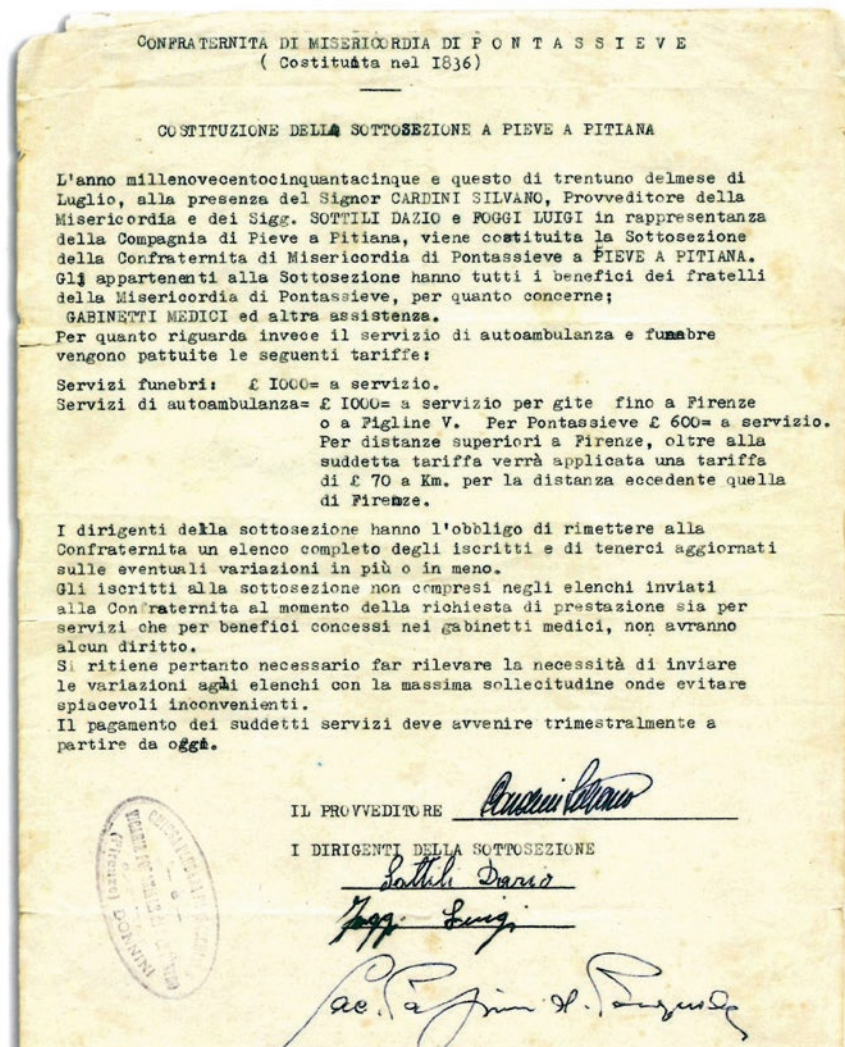 CONFRATERNITA DI MISERICORDIA DI P O N T A S S I E V E
( Costituita nel I836)
COSTITUZIONE DELLA SOTTOSEZIONE A PIEVE A PITIANA
L'anno millenovecentocinquantacinque e questo di trentuno delmese di
Luglio, alla presenza del Signor CARDINI SILVANO, Provveditore della
Misericordia e dei Sigg. SOTTILI DAZIO e FOGGI LUIGI in rappresentanza
della Compagnia di Pieve a Pitiana, viene costituita la Sottosezione
della Confraternita di Misericordia di Pontassieve a PIEVE A PITIANA.
Gli appartenenti alla Sottosezione hanno tutti i benefici dei fratelli
della Misericordia di Pontassieve, per quanto concerne;
GABINETTI MEDICI ed altra assistenza.
Per quanto riguarda invece il servizio di autoambulanza e funebre
vengono pattuite le seguenti tariffe:
Servizi funebri: £ I000= a servizio.
Servizi di autoambulanza= £ I000= a servizio per gite fino a Firenze
o a Figline V. Per Pontassieve £ 600= a servizio.
Per distanze superiori a Firenze, oltre alla
suddetta tariffa verrà applicata una tariffa
di £ 70 a Km. per la distanza eccedente quella
di Firenze.
I dirigenti della sottosezione hanno l'obbligo di rimettere alla
Confraternita un elenco completo degli iscritti e di tenerci aggiornati
sulle eventuali variazioni in più o in meno.
Gli iscritti alla sottosezione non compresi negli elenchi inviati
alla Confraternita al momento della richiesta di prestazione sia per
servizi che per benefici concessi nei gabinetti medici, non avranno
alcun diritto.
Si ritiene pertanto necessario far rilevare la necessità di inviare
le variazioni aghi elenchi con la massima sollecitudine onde evitare
spiacevoli inconvenienti.
Il pagamento dei suddetti servizi deve avvenire trimestralmente a
partire da oggi.
IL PROVVEDITORE Cardini Silvano
I DIRIGENTI DELLA SOTTOSEZIONE
Sottili Dario
Foggi Luigi
Sac.
DONNINI
(Firenze)